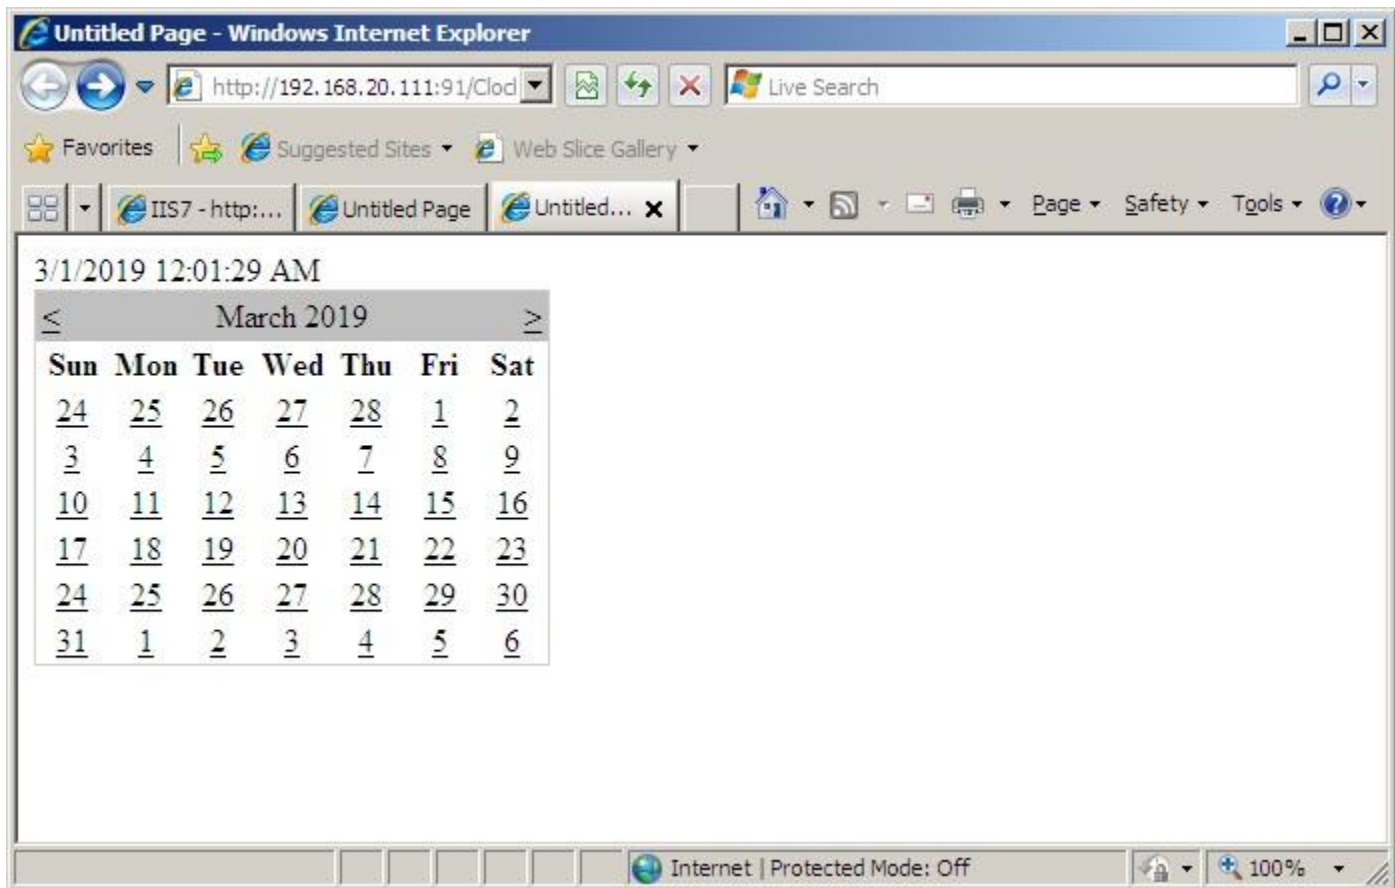 Untitled Page - Windows Internet Explorer
http://192.168.20.111:91/Clocl Live Search
Favorites Suggested Sites Web Slice Gallery
IIS7 - http:... Untitled Page Untitled... Page Safety Tools
3/1/2019 12:01:29 AM
< March 2019 >
Sun Mon Tue Wed Thu Fri Sat
24 25 26 27 28 1 2
3 4 5 6 7 8 9
10 11 12 13 14 15 16
17 18 19 20 21 22 23
24 25 26 27 28 29 30
31 1 2 3 4 5 6
Internet | Protected Mode: Off 100%